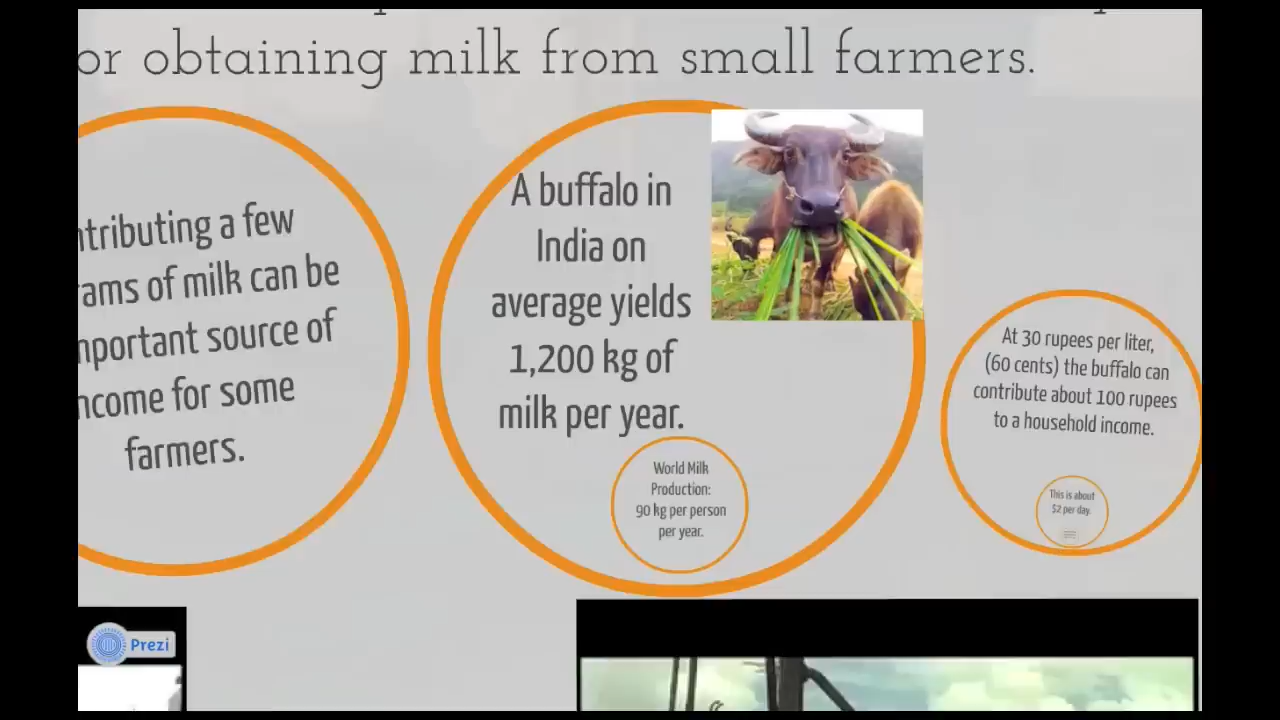 or obtaining milk from small farmers.
ntributing a few
ams of milk can be
mportant source of
ncome for some
farmers.
A buffalo in
India on
average yields
1,200 kg of
milk per year.
World Milk
Production:
90 kg per person
per year.
At 30 rupees per liter,
(60 cents) the buffalo can
contribute about 100 rupees
to a household income.
This is about
$2 per day.
Prezi